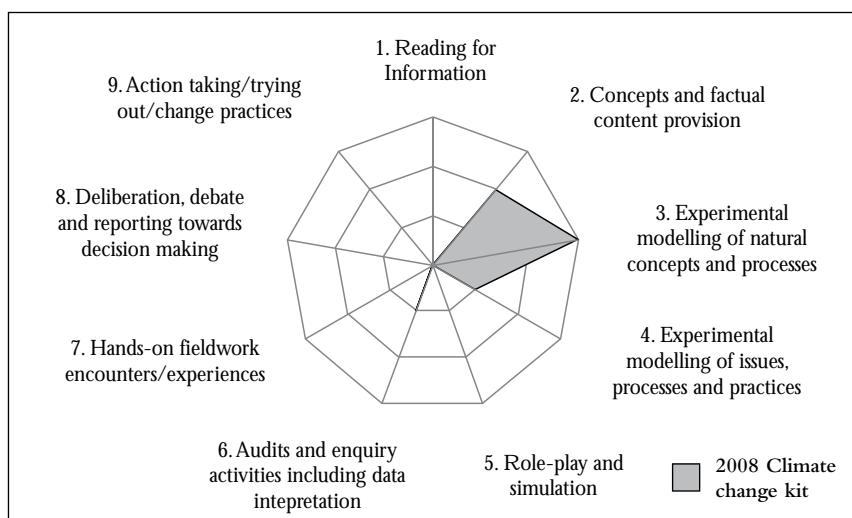 1. Reading for
Information
2. Concepts and factual
content provision
3. Experimental
modelling of natural
concepts and processes
4. Experimental
modelling of issues,
processes and practices
5. Role-play and
simulation
6. Audits and enquiry
activities including data
intepretation
7. Hands-on fieldwork
encounters/experiences
8. Deliberation, debate
and reporting towards
decision making
9. Action taking/trying
out/change practices
2008 Climate
change kit